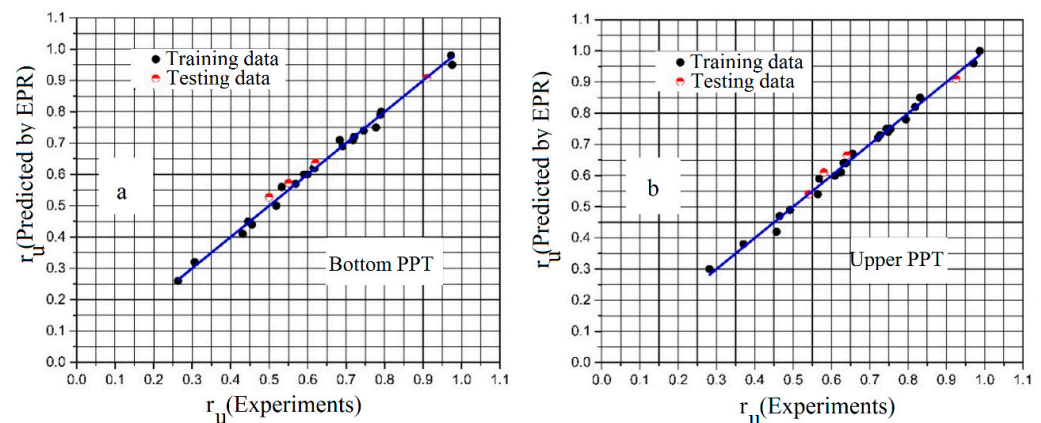 1.1
1.0
0.9
0.8
0.7
0.6
0.5
0.4
0.3
0.2
0.1
0.0
ru(Predicted by EPR)
Training data
Testing data
a
Bottom PPT
0.0 0.1 0.2 0.3 0.4 0.5 0.6 0.7 0.8 0.9 1.0 1.1
ru(Experiments)
1.1
1.0
0.9
0.8
0.7
0.6
0.5
0.4
0.3
0.2
0.1
0.0
ru(Predicted by EPR)
Training data
Testing data
b
Upper PPT
0.0 0.1 0.2 0.3 0.4 0.5 0.6 0.7 0.8 0.9 1.0 1.1
ru(Experiments)